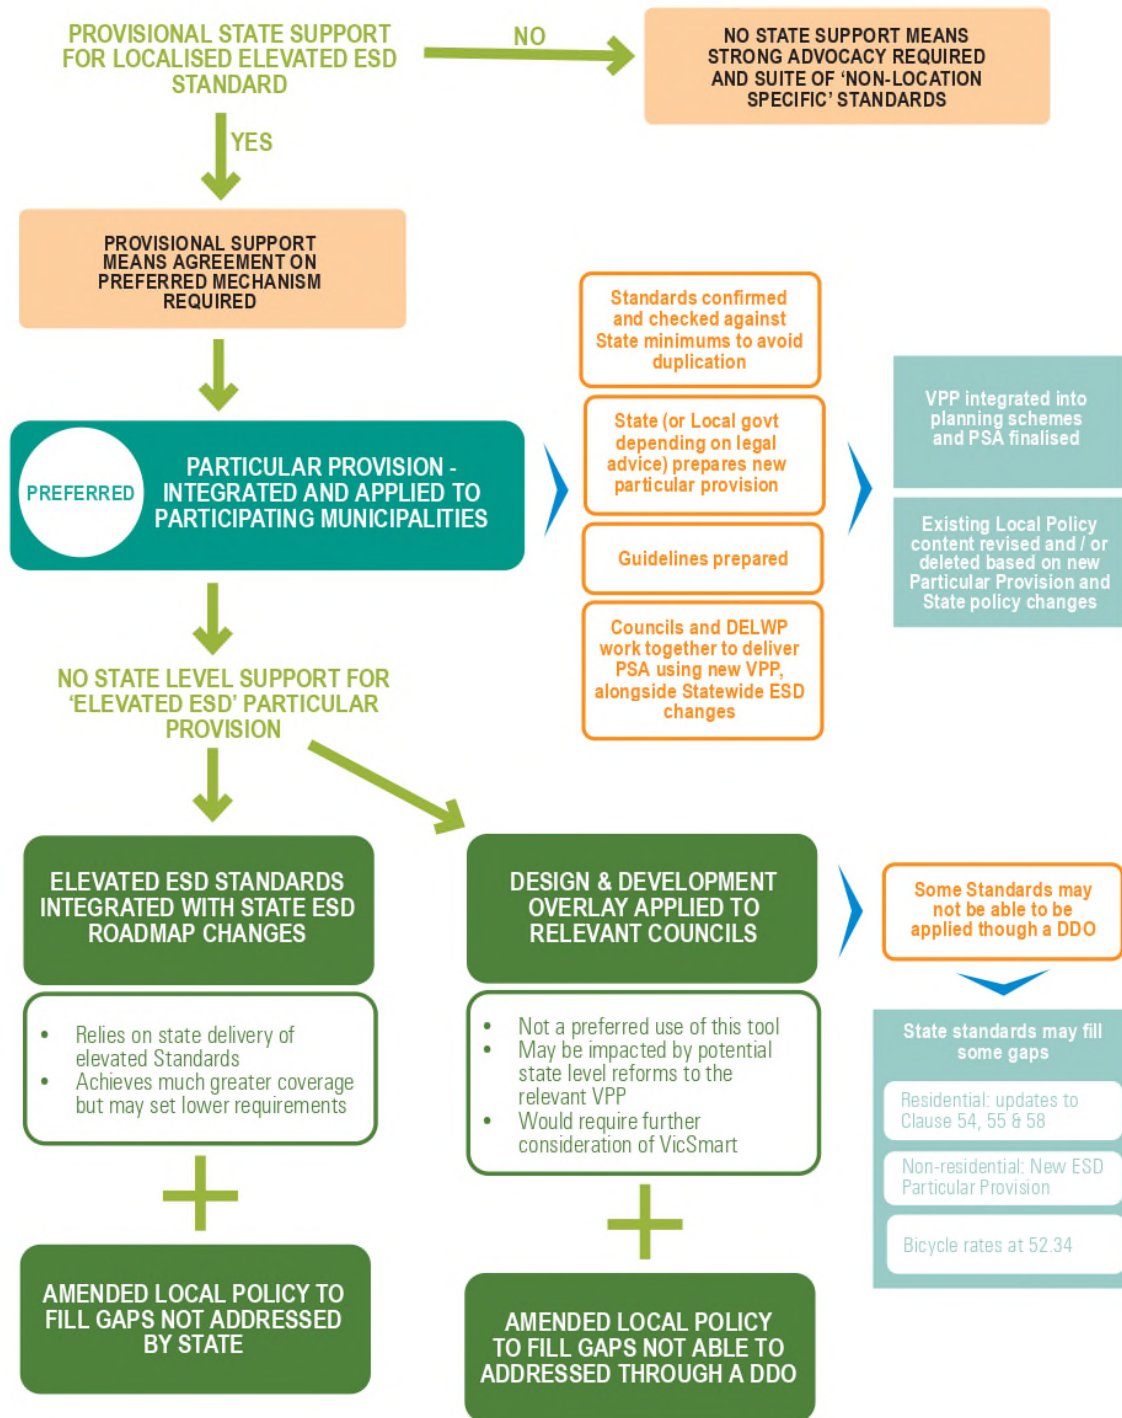 PROVISIONAL STATE SUPPORT
FOR LOCALISED ELEVATED ESD
STANDARD
NO
NO STATE SUPPORT MEANS
STRONG ADVOCACY REQUIRED
AND SUITE OF ‘NON-LOCATION
SPECIFIC’ STANDARDS
YES
PROVISIONAL SUPPORT
MEANS AGREEMENT ON
PREFERRED MECHANISM
REQUIRED
PREFERRED
PARTICULAR PROVISION -
INTEGRATED AND APPLIED TO
PARTICIPATING MUNICIPALITIES
Standards confirmed
and checked against
State minimums to avoid
duplication
State (or Local govt
depending on legal
advice) prepares new
particular provision
Guidelines prepared
Councils and DELWP
work together to deliver
PSA using new VPP,
alongside Statewide ESD
changes
VPP integrated into
planning schemes
and PSA finalised
Existing Local Policy
content revised and / or
deleted based on new
Particular Provision and
State policy changes
NO STATE LEVEL SUPPORT FOR
‘ELEVATED ESD’ PARTICULAR
PROVISION
ELEVATED ESD STANDARDS
INTEGRATED WITH STATE ESD
ROADMAP CHANGES
• Relies on state delivery of
elevated Standards
• Achieves much greater coverage
but may set lower requirements
AMENDED LOCAL POLICY TO
FILL GAPS NOT ADDRESSED
BY STATE
DESIGN & DEVELOPMENT
OVERLAY APPLIED TO
RELEVANT COUNCILS
• Not a preferred use of this tool
• May be impacted by potential
state level reforms to the
relevant VPP
• Would require further
consideration of VicSmart
AMENDED LOCAL POLICY
TO FILL GAPS NOT ABLE TO
ADDRESSED THROUGH A DDO
Some Standards may
not be able to be
applied though a DDO
State standards may fill
some gaps
Residential: updates to
Clause 54, 55 & 58
Non-residential: New ESD
Particular Provision
Bicycle rates at 52.34